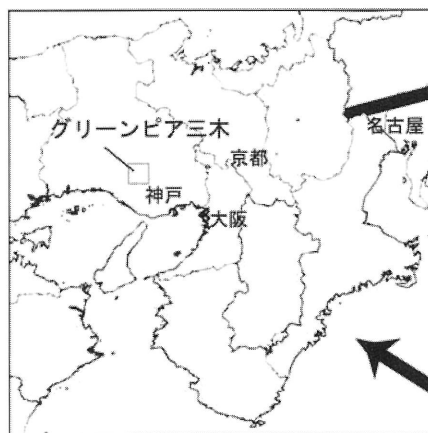 名古屋
グリーンピア三木
京都
神戸
大阪